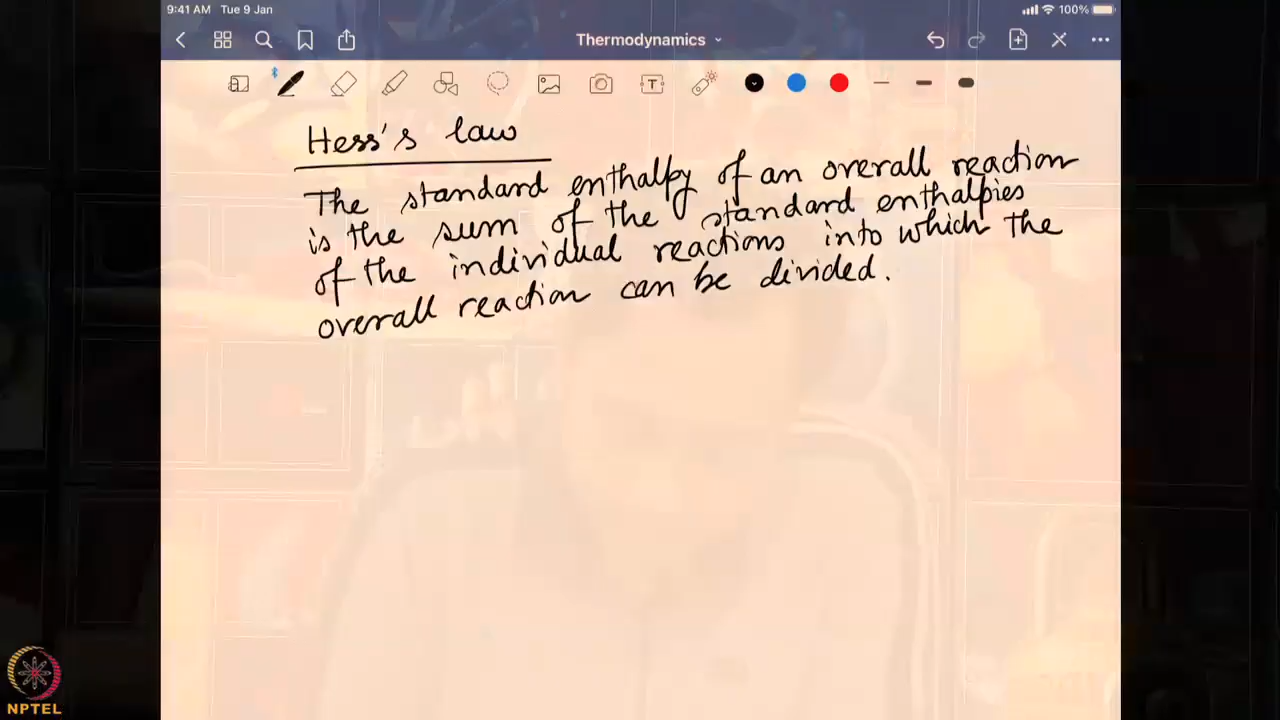 9:41 AM Tue 9 Jan
100%
Thermodynamics
T
Hess's law
The standard enthalpy of an overall reaction
is the sum of the standard enthalpies
of the individual reactions into which the
overall reaction can be divided.
NPTEL